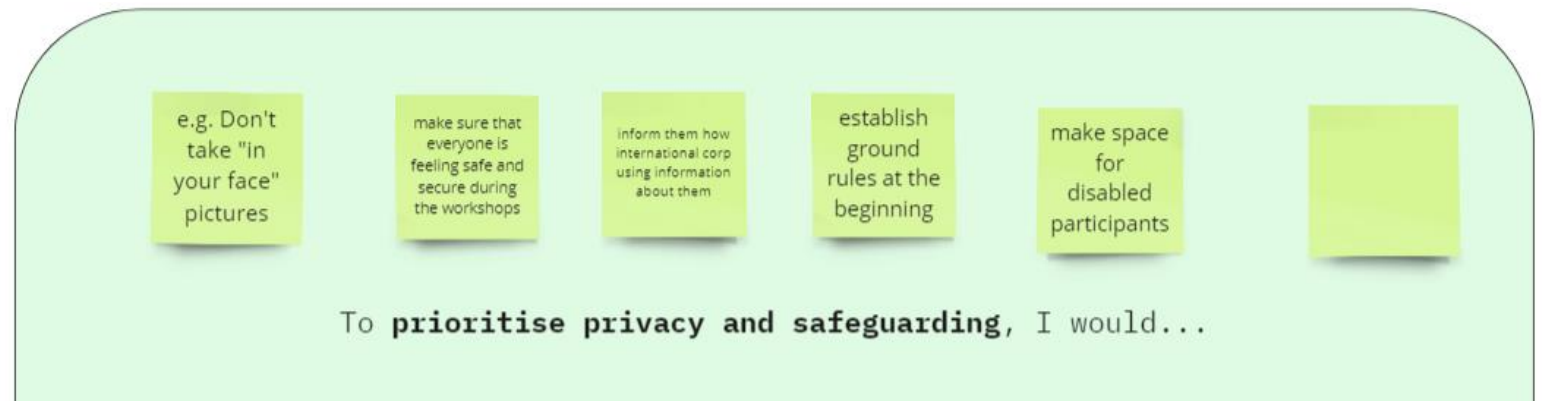 e.g. Don't
take "in
your face"
pictures
make sure that
everyone is
feeling safe and
secure during
the workshops
inform them how
international corp
using information
about them
establish
ground
rules at the
beginning
make space
for
disabled
participants
To prioritise privacy and safeguarding, I would...